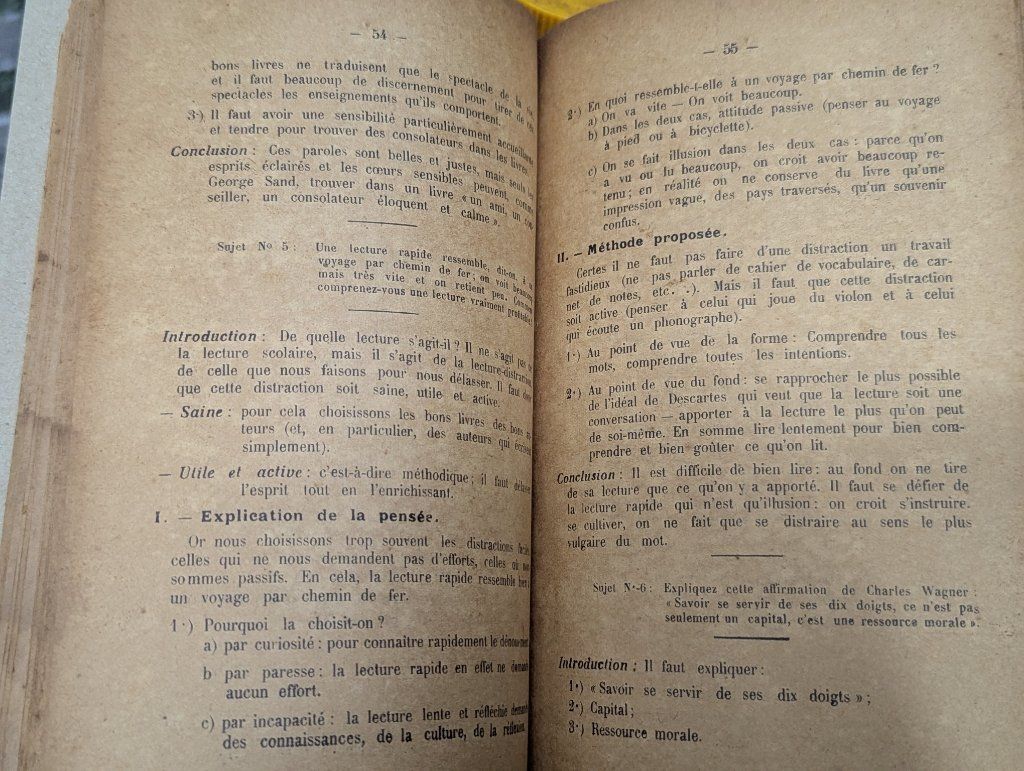 — 54 —
bons livres ne traduisent que le spectacle de la
et il faut beaucoup de discernement pour tirer de ces
spectacles les enseignements qu'ils comportent.
3·) Il faut avoir une sensibilité particulièrement
et tendre pour trouver des consolateurs dans les livres
Conclusion : Ces paroles sont belles et justes, mais seuls les
esprits éclairés et les cœurs sensibles peuvent, comme
George Sand, trouver dans un livre « un ami, un con-
seiller, un consolateur éloquent et calme ».
Sujet No 5 : Une lecture rapide ressemble, dit-on, à un
voyage par chemin de fer ; on voit beaucoup
mais très vite et on retient peu. Comment
comprenez-vous une lecture vraiment profitable
Introduction : De quelle lecture s'agit-il ? Il ne s'agit pas de
la lecture scolaire, mais il s'agit de la lecture-distraction
de celle que nous faisons pour nous délasser. Il faut
que cette distraction soit saine, utile et active.
— Saine : pour cela choisissons les bons livres des bons au-
teurs (et, en particulier, des auteurs qui écrivent
simplement).
— Utile et active : c'est-à-dire méthodique ; il faut délasser
l'esprit tout en l'enrichissant.
I. — Explication de la pensée.
Or nous choisissons trop souvent les distractions faciles
celles qui ne nous demandent pas d'efforts, celles où nous
sommes passifs. En cela, la lecture rapide ressemble bien à
un voyage par chemin de fer.
1·) Pourquoi la choisit-on ?
a) par curiosité : pour connaitre rapidement le dénouement
b par paresse : la lecture rapide en effet ne demande
aucun effort.
c) par incapacité : la lecture lente et réfléchie demande
des connaissances, de la culture, de la réflexion.
— 55 —
2·) En quoi ressemble-t-elle à un voyage par chemin de fer ?
a) On va vite — On voit beaucoup.
b) Dans les deux cas, attitude passive (penser au voyage
à pied ou à bicyclette).
c) On se fait illusion dans les deux cas : parce qu'on
a vu ou lu beaucoup, on croit avoir beaucoup re-
tenu ; en réalité on ne conserve du livre qu'une
impression vague, des pays traversés, qu'un souvenir
confus.
II. — Méthode proposée.
Certes il ne faut pas faire d'une distraction un travail
fastidieux (ne pas parler de cahier de vocabulaire, de car-
net de notes, etc. . .). Mais il faut que cette distraction
soit active (penser à celui qui joue du violon et à celui
qui écoute un phonographe).
1·) Au point de vue de la forme : Comprendre tous les
mots, comprendre toutes les intentions.
2·) Au point de vue du fond : se rapprocher le plus possible
de l'idéal de Descartes qui veut que la lecture soit une
conversation — apporter à la lecture le plus qu'on peut
de soi-même. En somme lire lentement pour bien com-
prendre et bien goûter ce qu'on lit.
Conclusion : Il est difficile de bien lire : au fond on ne tire
de sa lecture que ce qu'on y a apporté. Il faut se défier de
la lecture rapide qui n'est qu'illusion : on croit s'instruire.
se cultiver, on ne fait que se distraire au sens le plus
vulgaire du mot.
Sujet N·-6 : Expliquez cette affirmation de Charles Wagner :
« Savoir se servir de ses dix doigts, ce n'est pas
seulement un capital, c'est une ressource morale ».
Introduction : Il faut expliquer :
1·) « Savoir se servir de ses dix doigts » ;
2·) Capital ;
3·) Ressource morale.